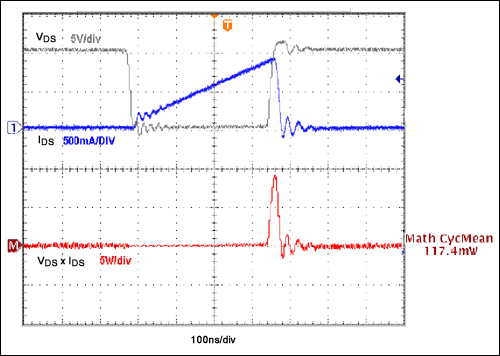 T
T
VDS 5V/div
1
IDS 500mA/DIV
M
Math CycMean
117.4mW
VDS x IDS 5W/div
100ns/div